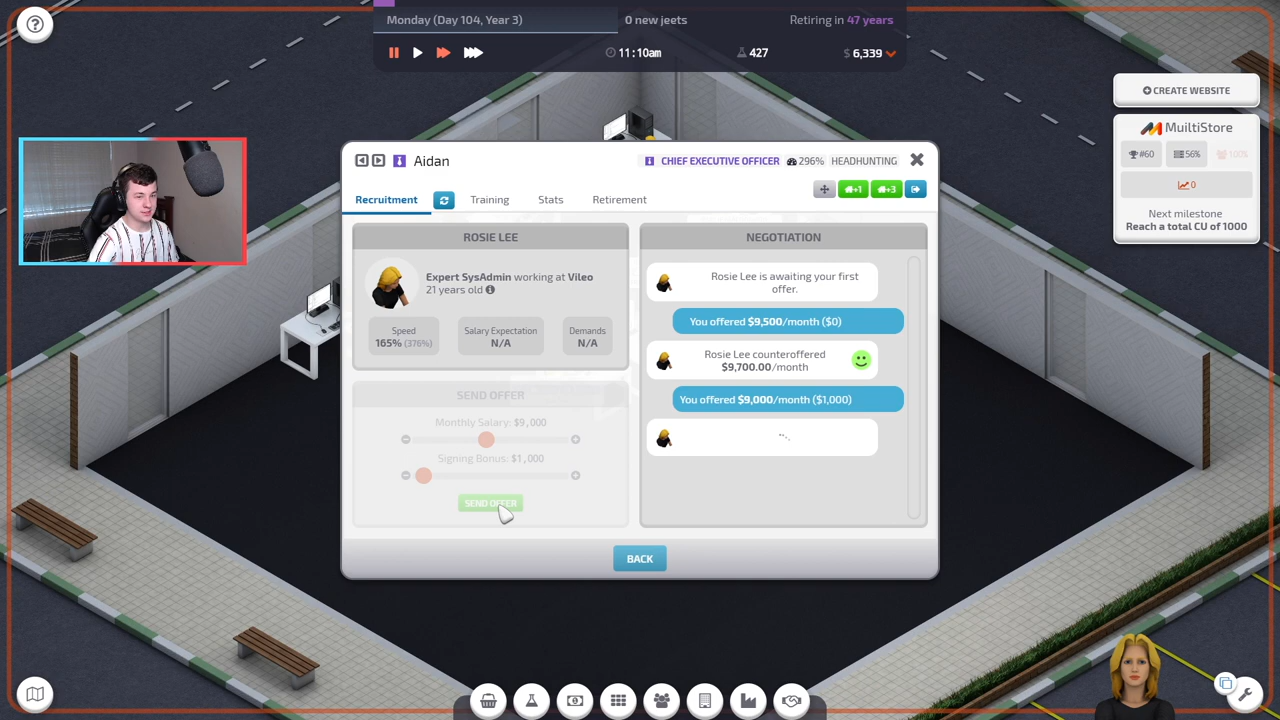 Monday (Day 104, Year 3)
0 new jeets
Retiring in 47 years
11:10am
427
$ 6,339
CREATE WEBSITE
MuiltiStore
#60
56%
100%
0
Next milestone
Reach a total CU of 1000
Aidan
CHIEF EXECUTIVE OFFICER
296%
HEADHUNTING
Recruitment
Training
Stats
Retirement
+1
+3
ROSIE LEE
Expert SysAdmin working at Vileo
21 years old
Speed
165% (376%)
Salary Expectation
N/A
Demands
N/A
SEND OFFER
Monthly Salary: $9,000
Signing Bonus: $1,000
SEND OFFER
NEGOTIATION
Rosie Lee is awaiting your first
offer.
You offered $9,500/month ($0)
Rosie Lee counteroffered
$9,700.00/month
You offered $9,000/month ($1,000)
BACK